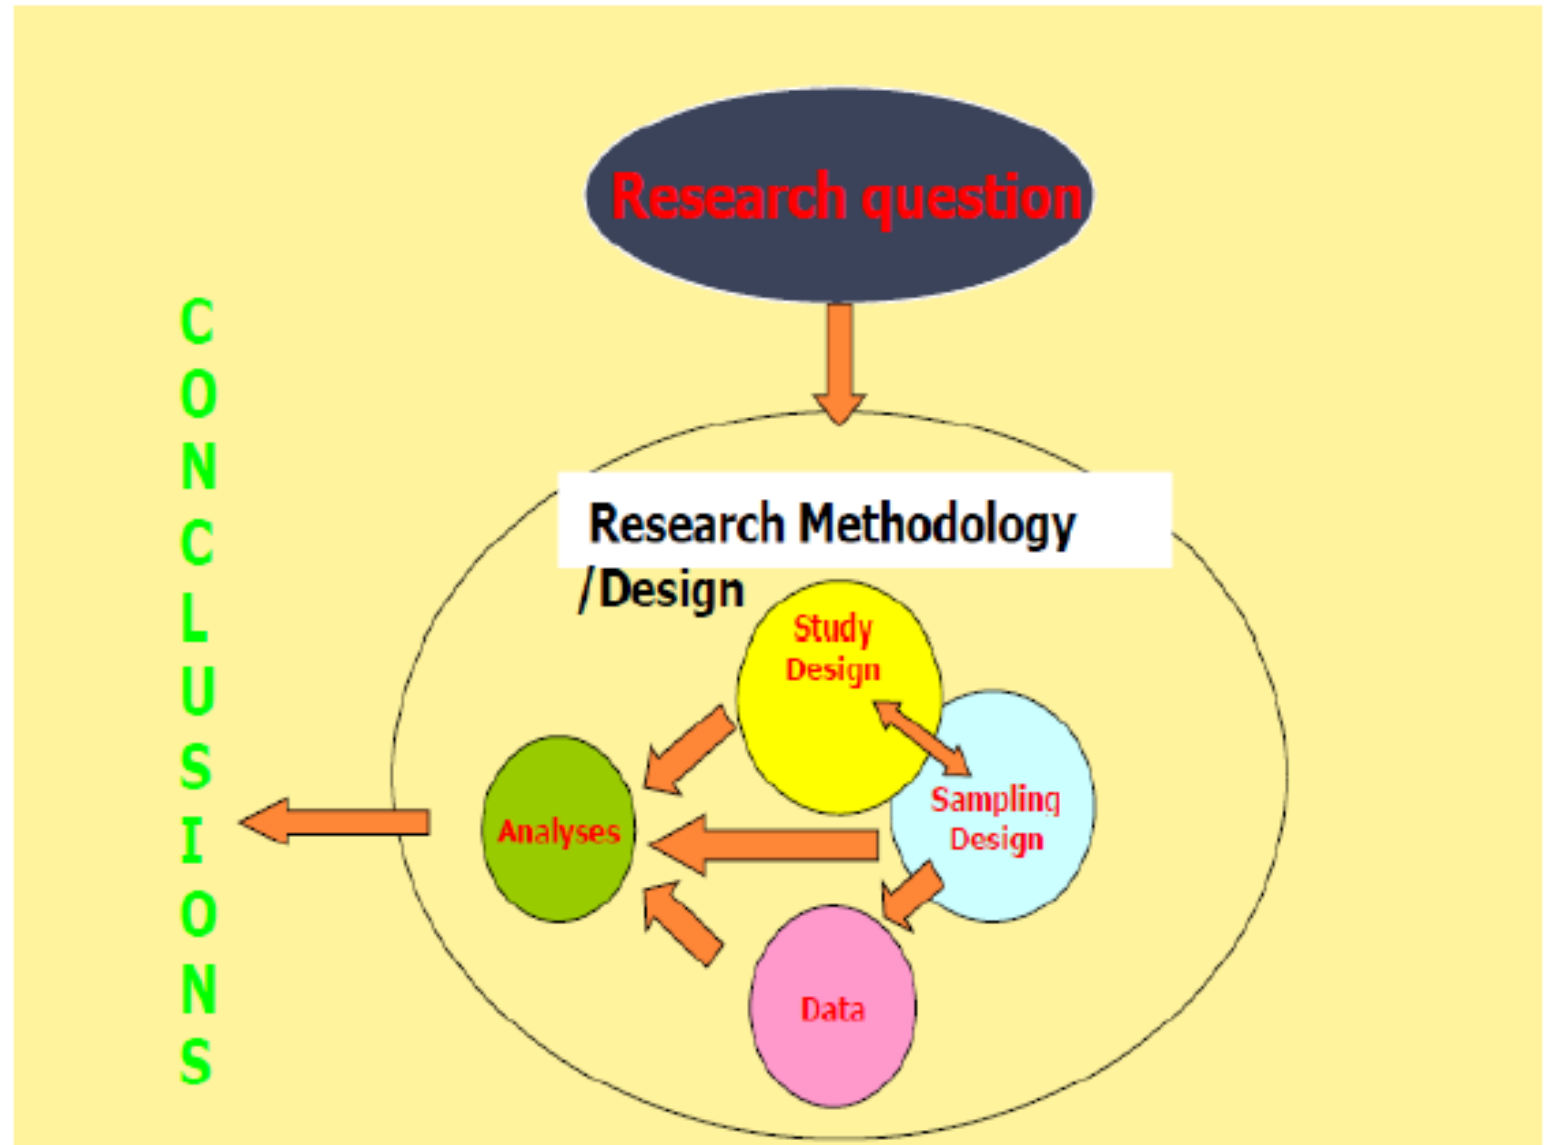 Research question
Research Methodology
/Design
Study
Design
Sampling
Design
Analyses
Data
C
O
N
C
L
U
S
I
O
N
S